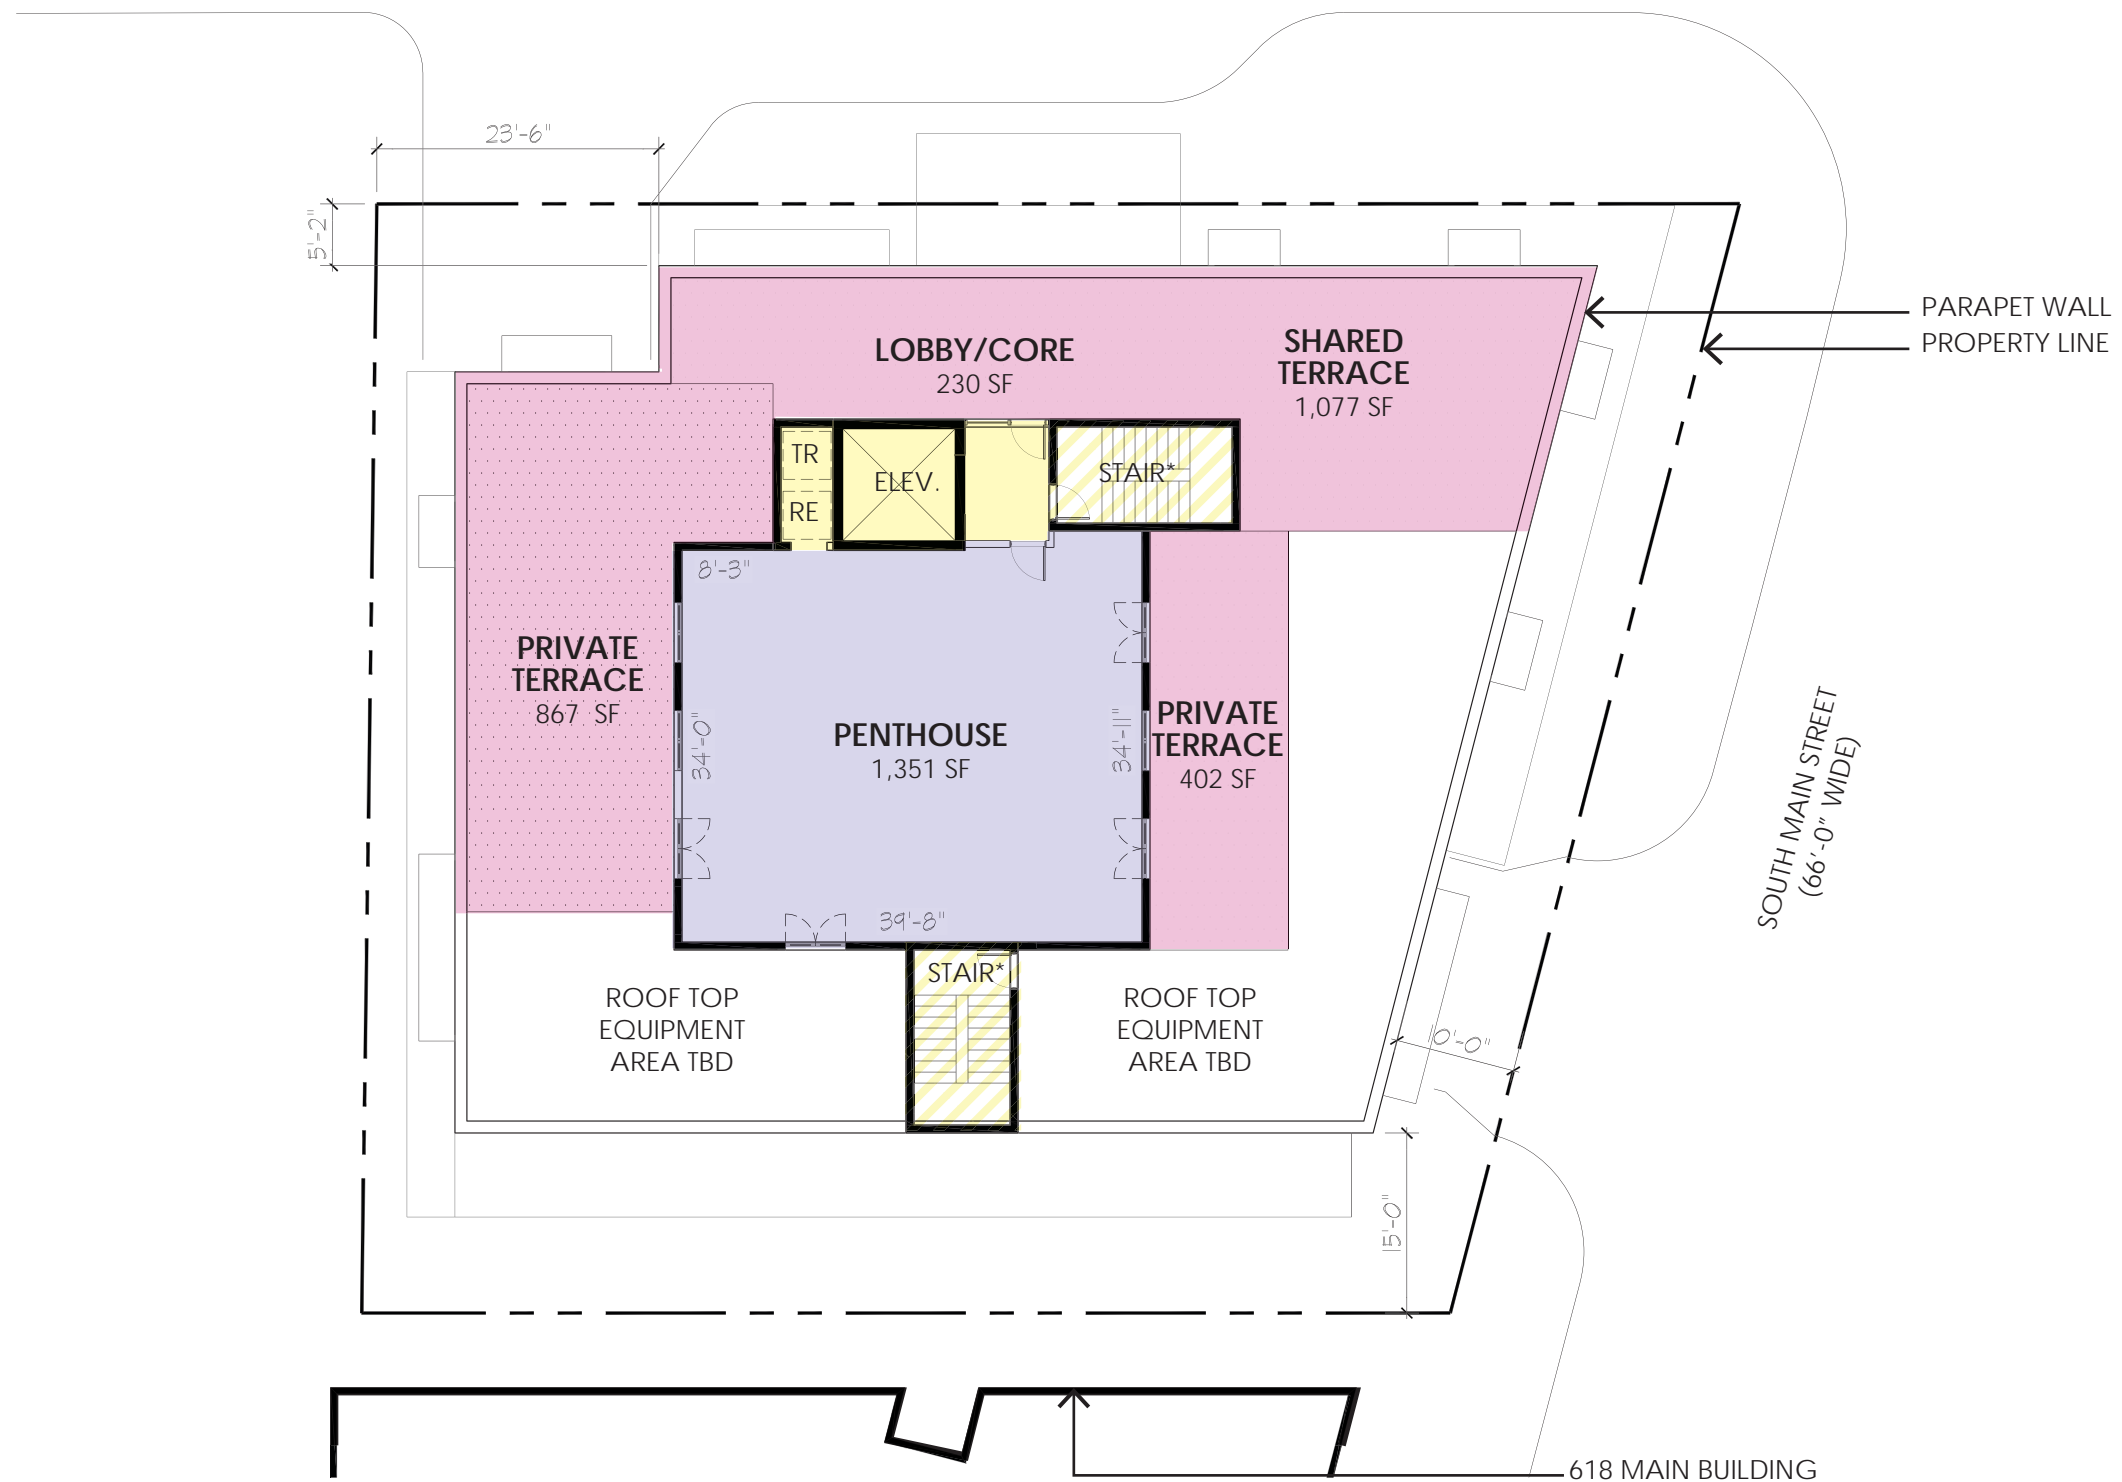 23'-6"
5'-2"
PARAPET WALL
PROPERTY LINE
LOBBY/CORE
230 SF
SHARED
TERRACE
1,077 SF
TR
RE
ELEV.
STAIR*
8'-3"
PRIVATE
TERRACE
867 SF
34'-0"
PENTHOUSE
1,351 SF
34'-11"
PRIVATE
TERRACE
402 SF
SOUTH MAIN STREET
(66'-0" WIDE)
39'-8"
STAIR*
ROOF TOP
EQUIPMENT
AREA TBD
ROOF TOP
EQUIPMENT
AREA TBD
15'-0"
618 MAIN BUILDING